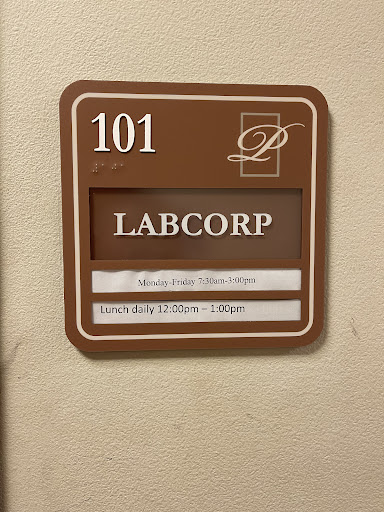 101
P
LABCORP
Monday-Friday 7:30am-3:00pm
Lunch daily 12:00pm – 1:00pm